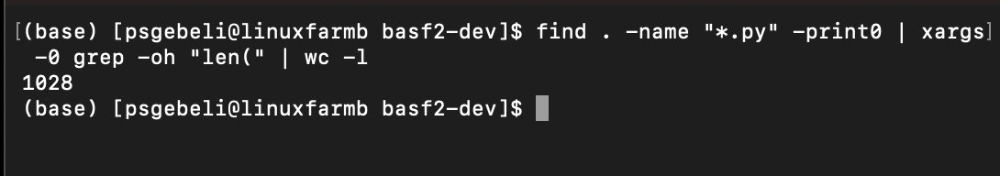 [(base) [psgebeli@linuxfarmb basf2-dev]$ find . -name "*.py" -print0 | xargs]
 -0 grep -oh "len(" | wc -l
1028
(base) [psgebeli@linuxfarmb basf2-dev]$